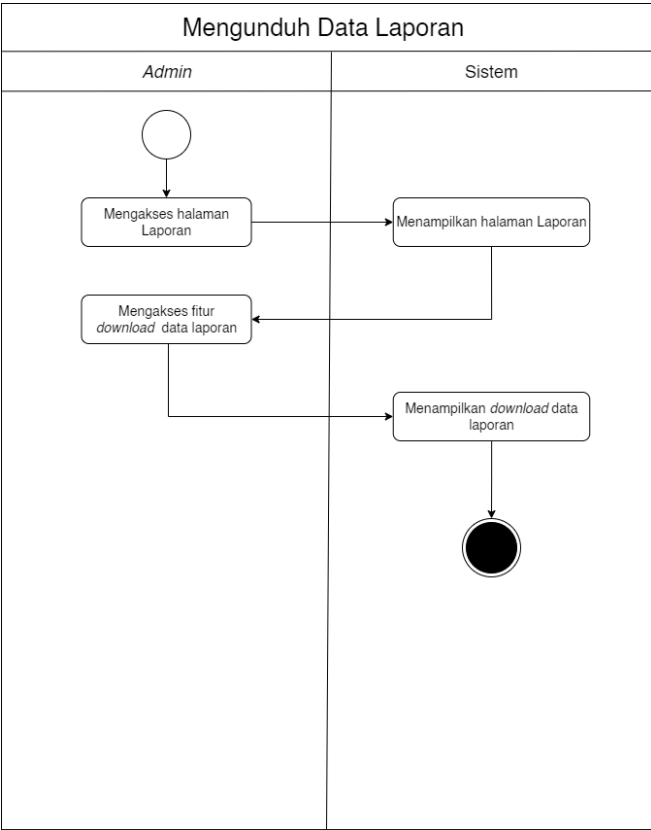 Mengunduh Data Laporan
Admin
Sistem
Mengakses halaman
Laporan
Menampilkan halaman Laporan
Mengakses fitur
download data laporan
Menampilkan download data
laporan